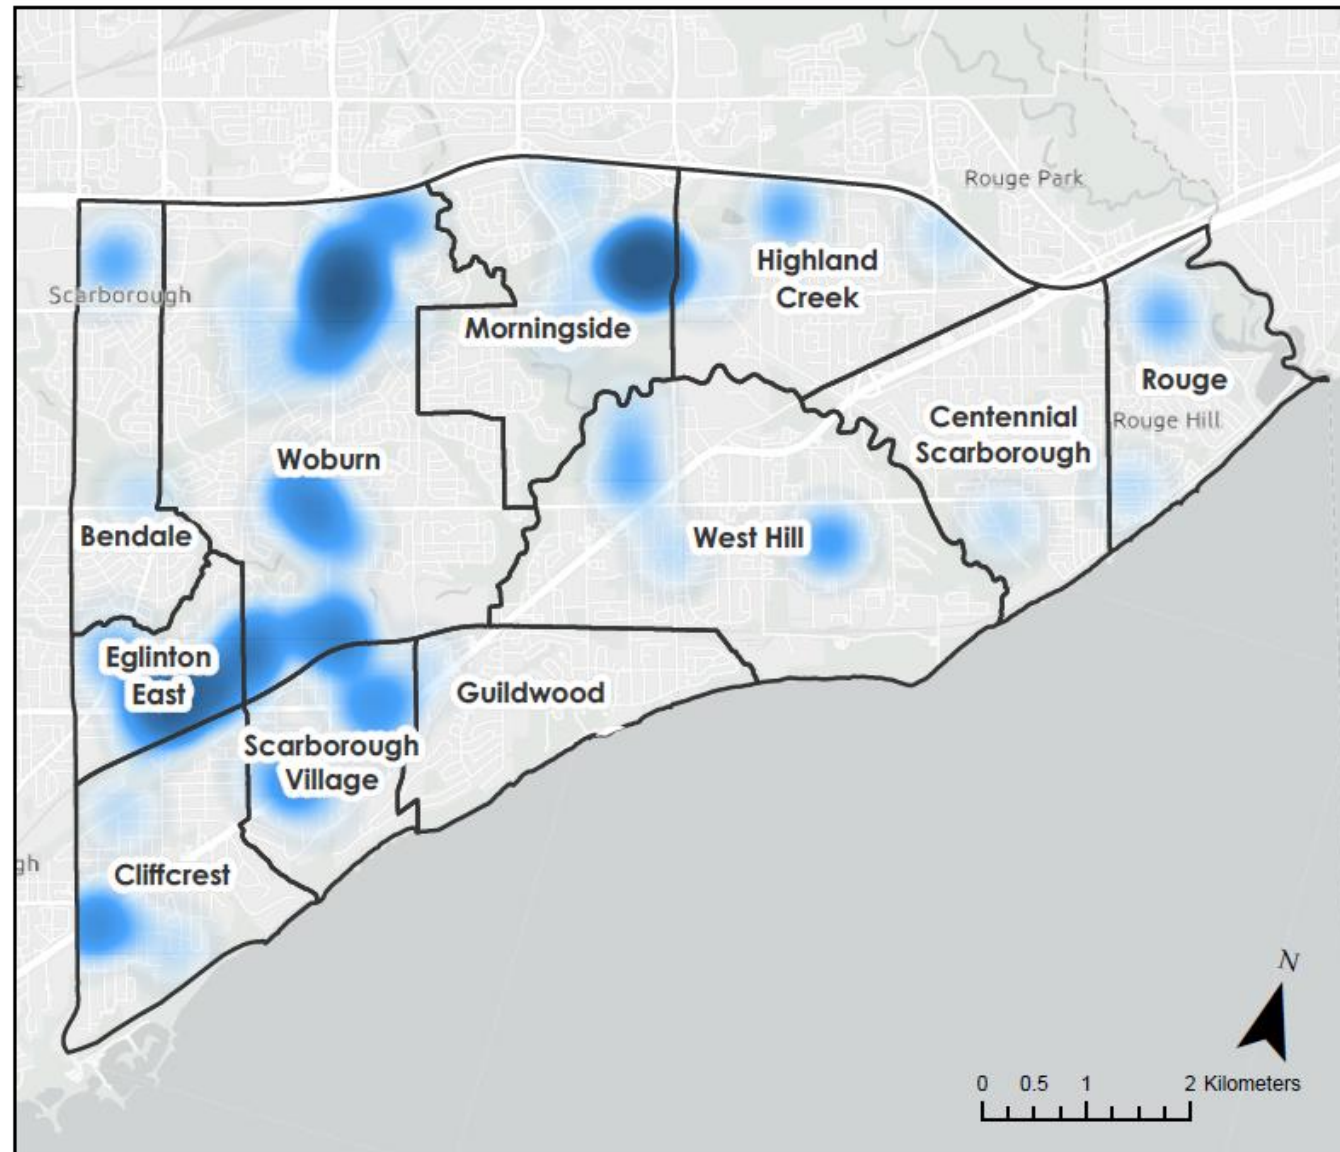 Rouge Park
Highland
Creek
Scarborough
Morningside
Rouge
Centennial
Scarborough
Rouge Hill
Woburn
Bendale
West Hill
Eglinton
East
Guildwood
Scarborough
Village
Cliffcrest
gh
N
0 0.5 1 2 Kilometers